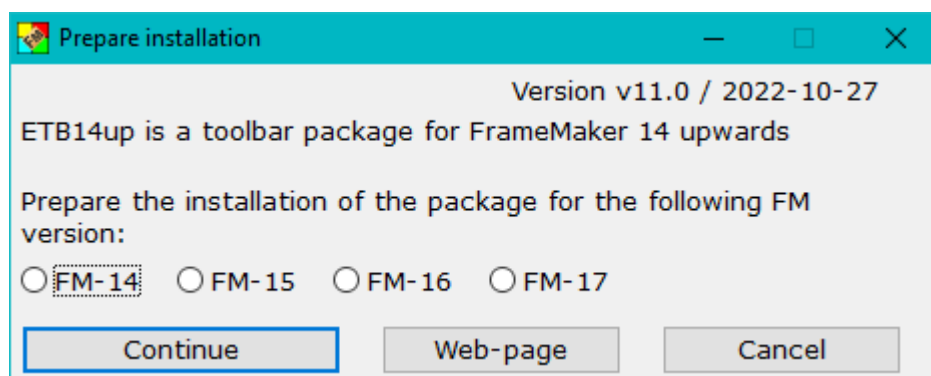 Prepare installation
Version v11.0 / 2022-10-27
ETB14up is a toolbar package for FrameMaker 14 upwards
Prepare the installation of the package for the following FM
version:
FM-14 FM-15 FM-16 FM-17
Continue Web-page Cancel